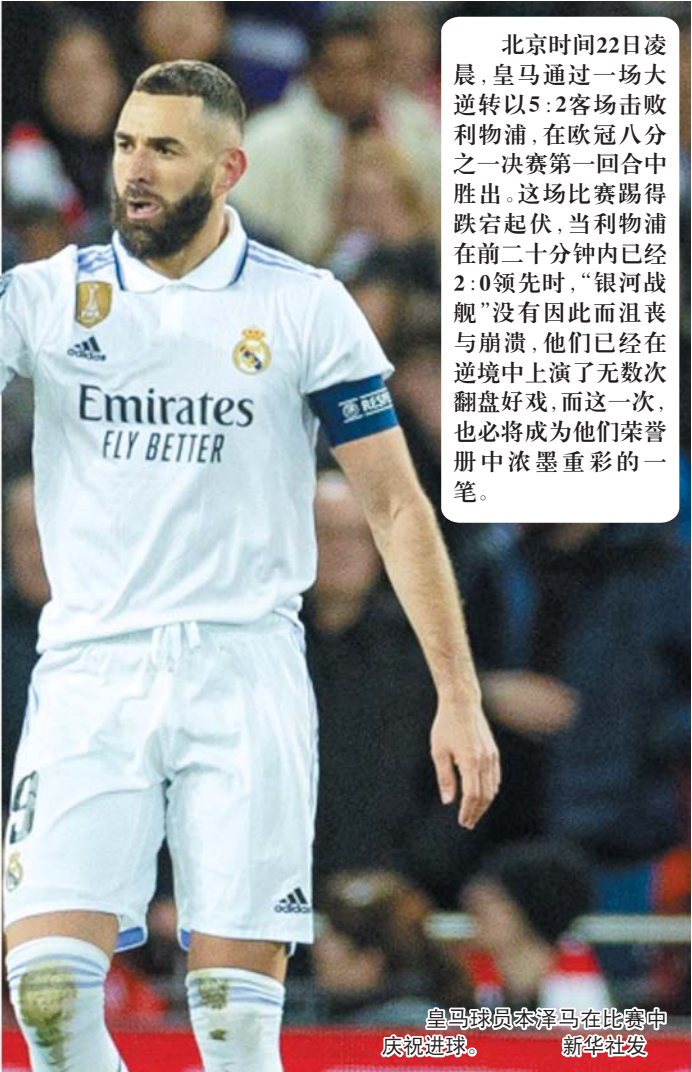 北京时间22日凌
晨，皇马通过一场大
逆转以5:2客场击败
利物浦，在欧冠八分
之一决赛第一回合中
胜出。这场比赛踢得
跌宕起伏，当利物浦
在前二十分钟内已经
2:0领先时，“银河战
舰”没有因此而沮丧
与崩溃，他们已经在
逆境中上演了无数次
翻盘好戏，而这一次，
也必将成为他们荣誉
册中浓墨重彩的一
笔。
adidas
RESPE
Emirates
FLY BETTER
9
adidas
皇马球员本泽马在比赛中
庆祝进球。 新华社发